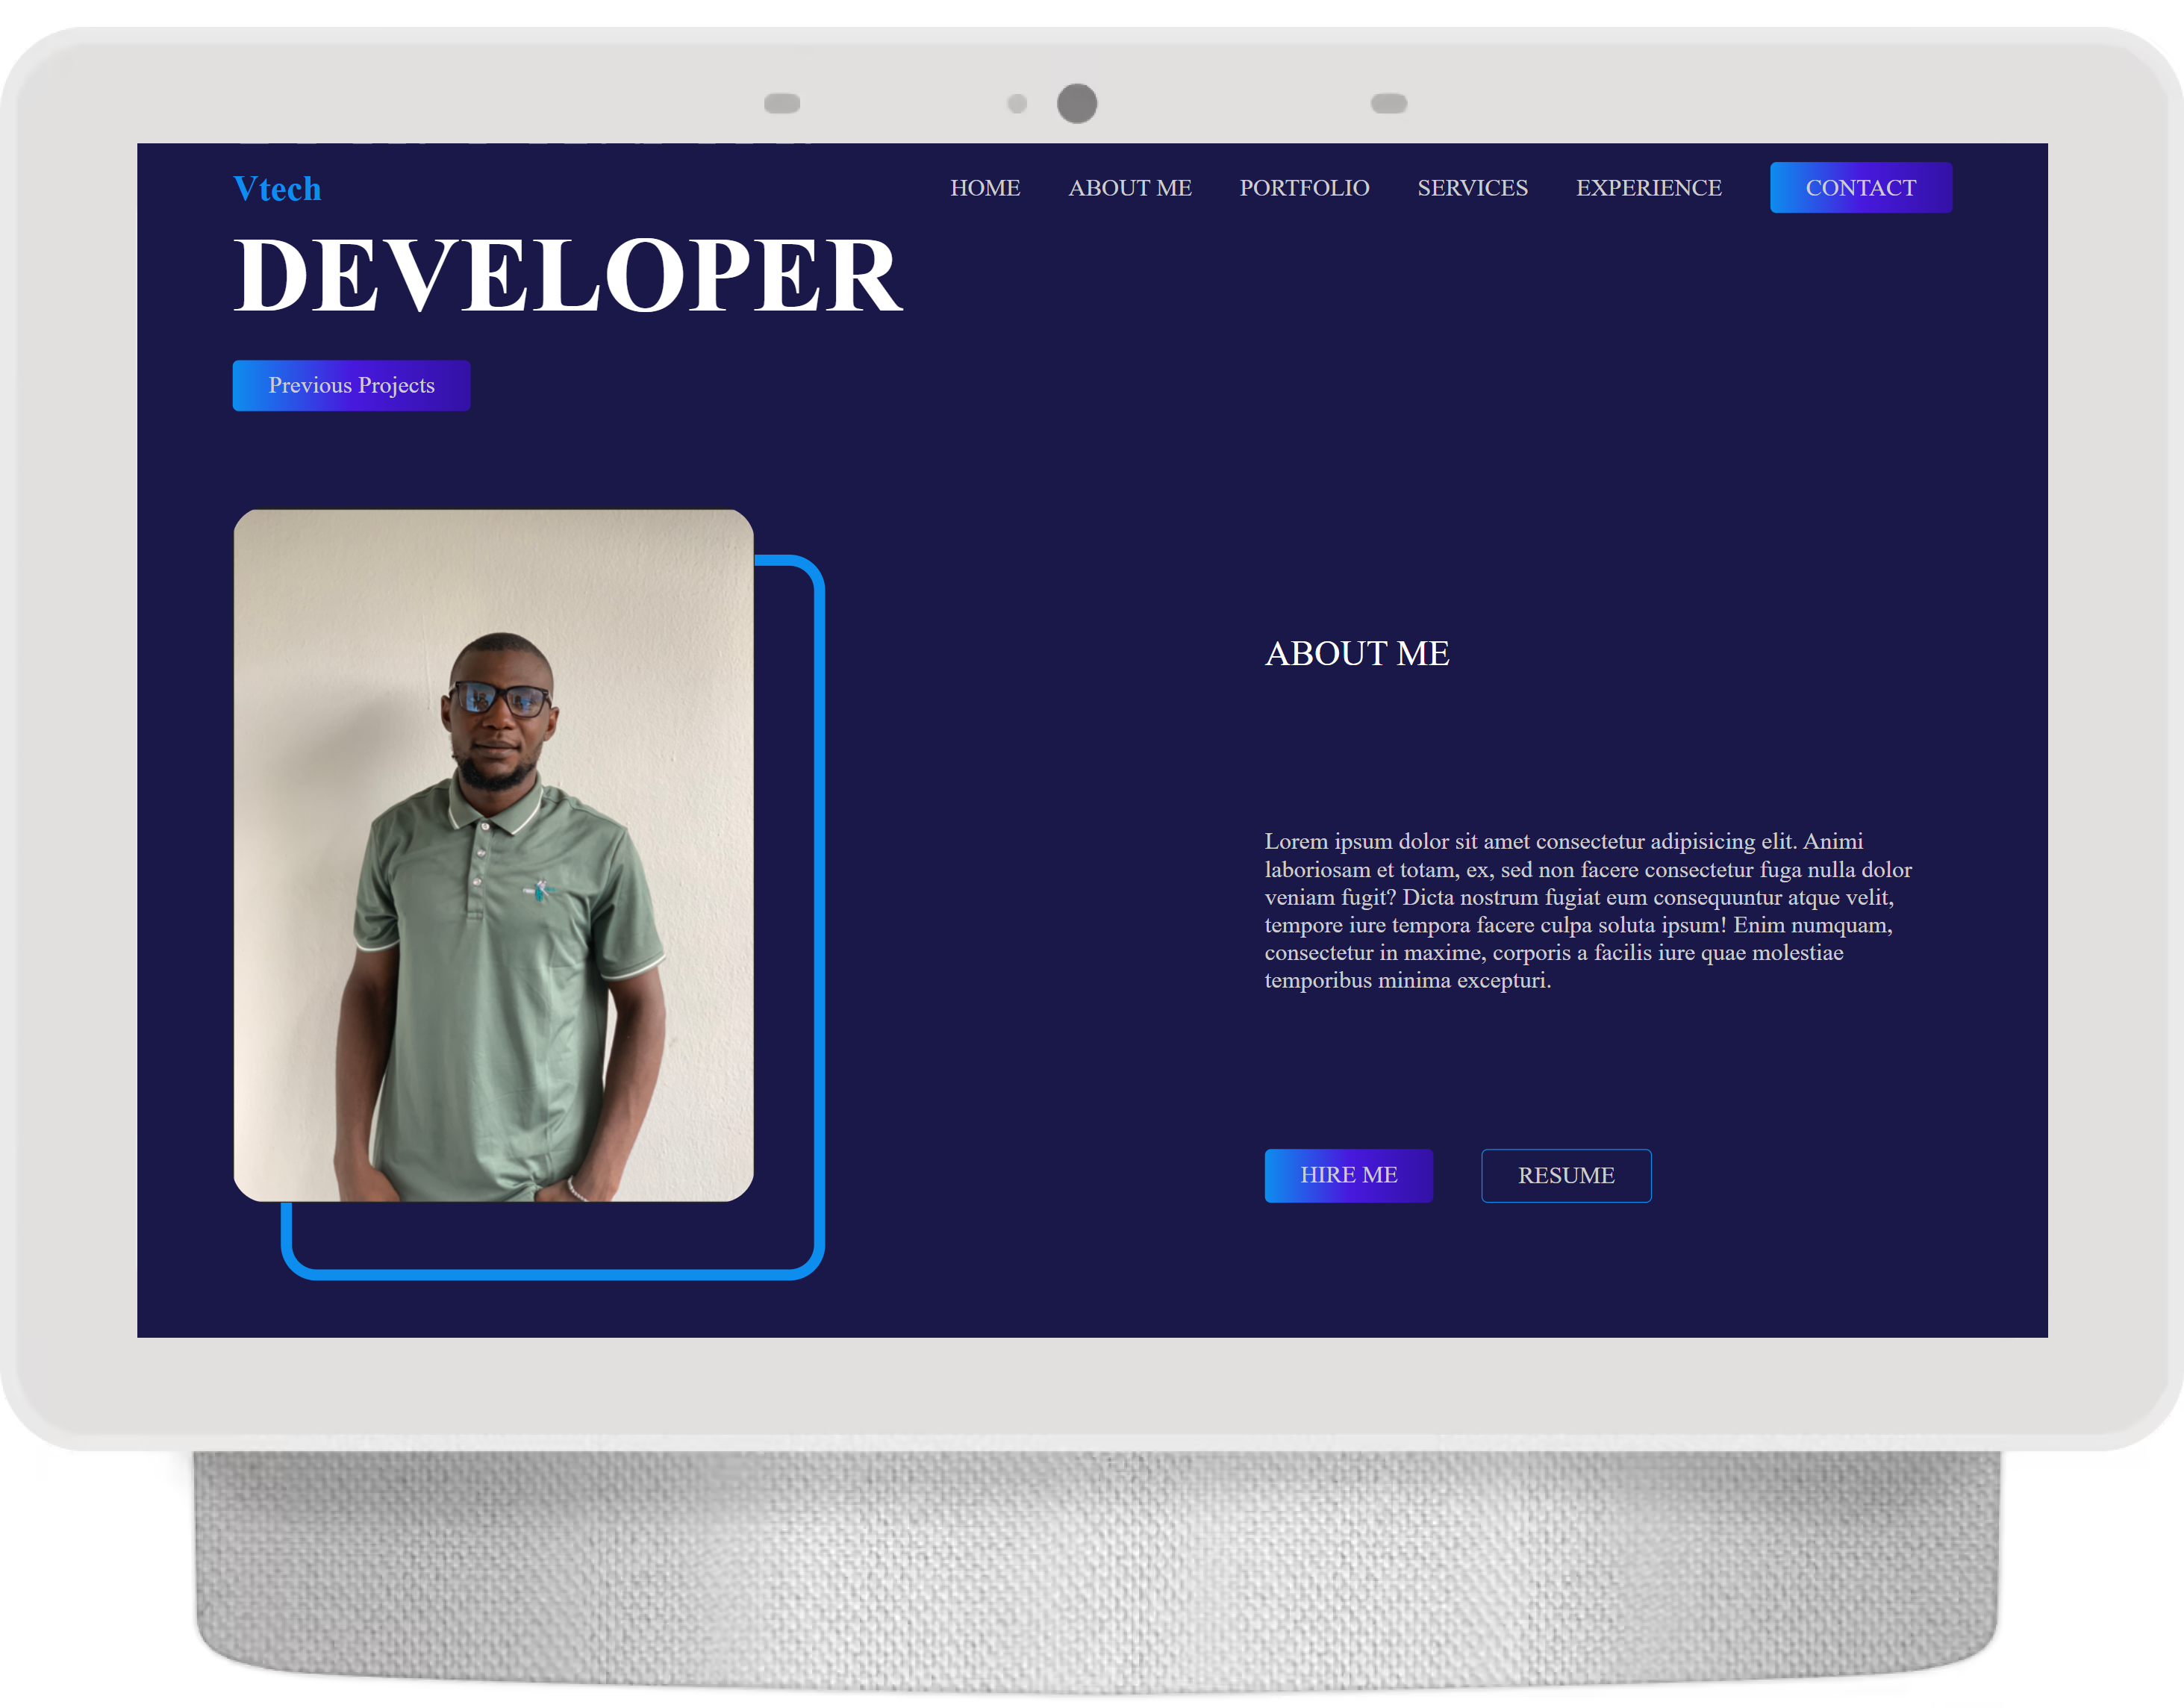 Vtech
HOME ABOUT ME PORTFOLIO SERVICES EXPERIENCE CONTACT
DEVELOPER
Previous Projects
ABOUT ME
Lorem ipsum dolor sit amet consectetur adipisicing elit. Animi
laboriosam et totam, ex, sed non facere consectetur fuga nulla dolor
veniam fugit? Dicta nostrum fugiat eum consequuntur atque velit,
tempore iure tempora facere culpa soluta ipsum! Enim numquam,
consectetur in maxime, corporis a facilis iure quae molestiae
temporibus minima excepturi.
HIRE ME RESUME